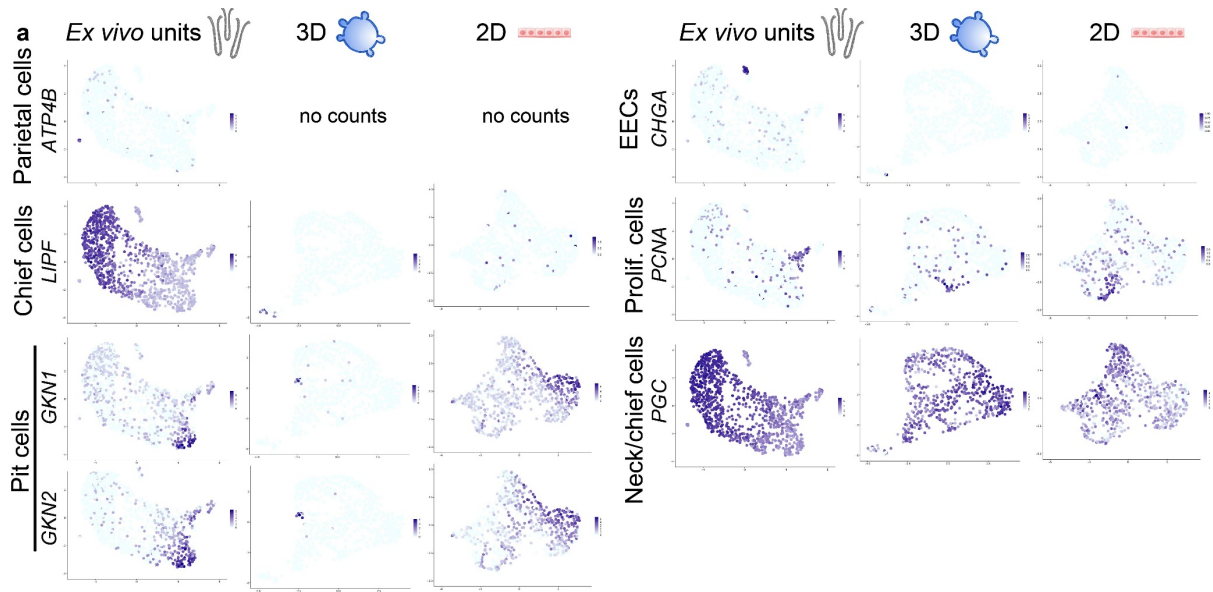 a Ex vivo units 3D 2D
Ex vivo units 3D 2D
Parietal cells
ATP4B
no counts
no counts
Chief cells
LIPF
Pit cells
GKN1
GKN2
EECs
CHGA
Prolif. cells
PCNA
Neck/chief cells
PGC